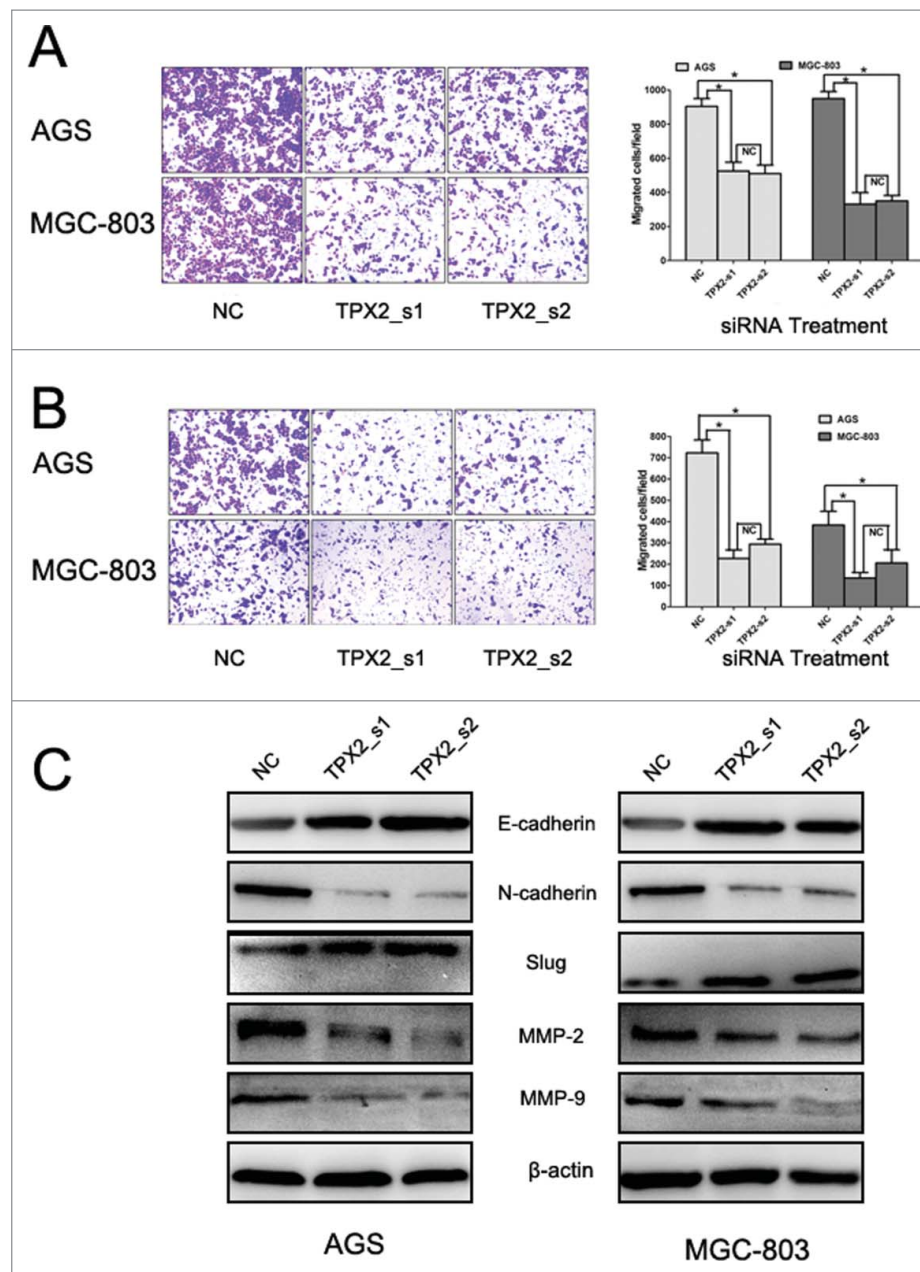 A
AGS
MGC-803
NC TPX2_s1 TPX2_s2
AGS MGC-803
Migrated cells/field
1000
800
600
400
200
0
* * * *
NC NC
NC TPX2-s1 TPX2-s2 NC TPX2-s1 TPX2-s2
siRNA Treatment
B
AGS
MGC-803
NC TPX2_s1 TPX2_s2
AGS
MGC-803
Migrated cells/field
800
700
600
400
300
200
100
0
* * * *
NC NC
NC TPX2-s1 TPX2-s2 NC TPX2-s1 TPX2-s2
siRNA Treatment
C
NC TPX2_s1 TPX2_s2 NC TPX2_s1 TPX2_s2
E-cadherin
N-cadherin
Slug
MMP-2
MMP-9
β-actin
AGS MGC-803